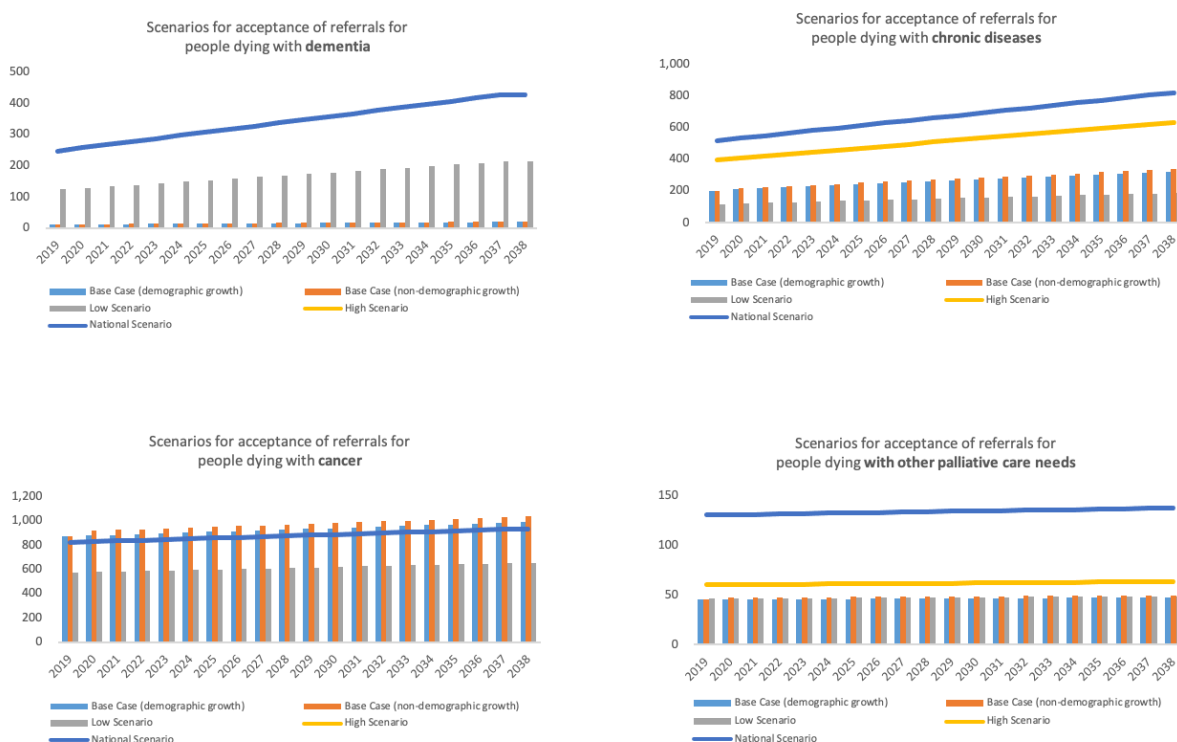 Scenarios for acceptance of referrals for
people dying with dementia
500
400
300
200
100
0
2019 2020 2021 2022 2023 2024 2025 2026 2027 2028 2029 2030 2031 2032 2033 2034 2035 2036 2037 2038
Base Case (demographic growth) Base Case (non-demographic growth)
Low Scenario High Scenario
National Scenario
Scenarios for acceptance of referrals for
people dying with chronic diseases
1,000
800
600
400
200
0
2019 2020 2021 2022 2023 2024 2025 2026 2027 2028 2029 2030 2031 2032 2033 2034 2035 2036 2037 2038
Base Case (demographic growth) Base Case (non-demographic growth)
Low Scenario High Scenario
National Scenario
Scenarios for acceptance of referrals for
people dying with cancer
1,200
1,000
800
600
400
200
0
2019 2020 2021 2022 2023 2024 2025 2026 2027 2028 2029 2030 2031 2032 2033 2034 2035 2036 2037 2038
Base Case (demographic growth) Base Case (non-demographic growth)
Low Scenario High Scenario
National Scenario
Scenarios for acceptance of referrals for
people dying with other palliative care needs
150
100
50
0
2019 2020 2021 2022 2023 2024 2025 2026 2027 2028 2029 2030 2031 2032 2033 2034 2035 2036 2037 2038
Base Case (demographic growth) Base Case (non-demographic growth)
Low Scenario High Scenario
National Scenario